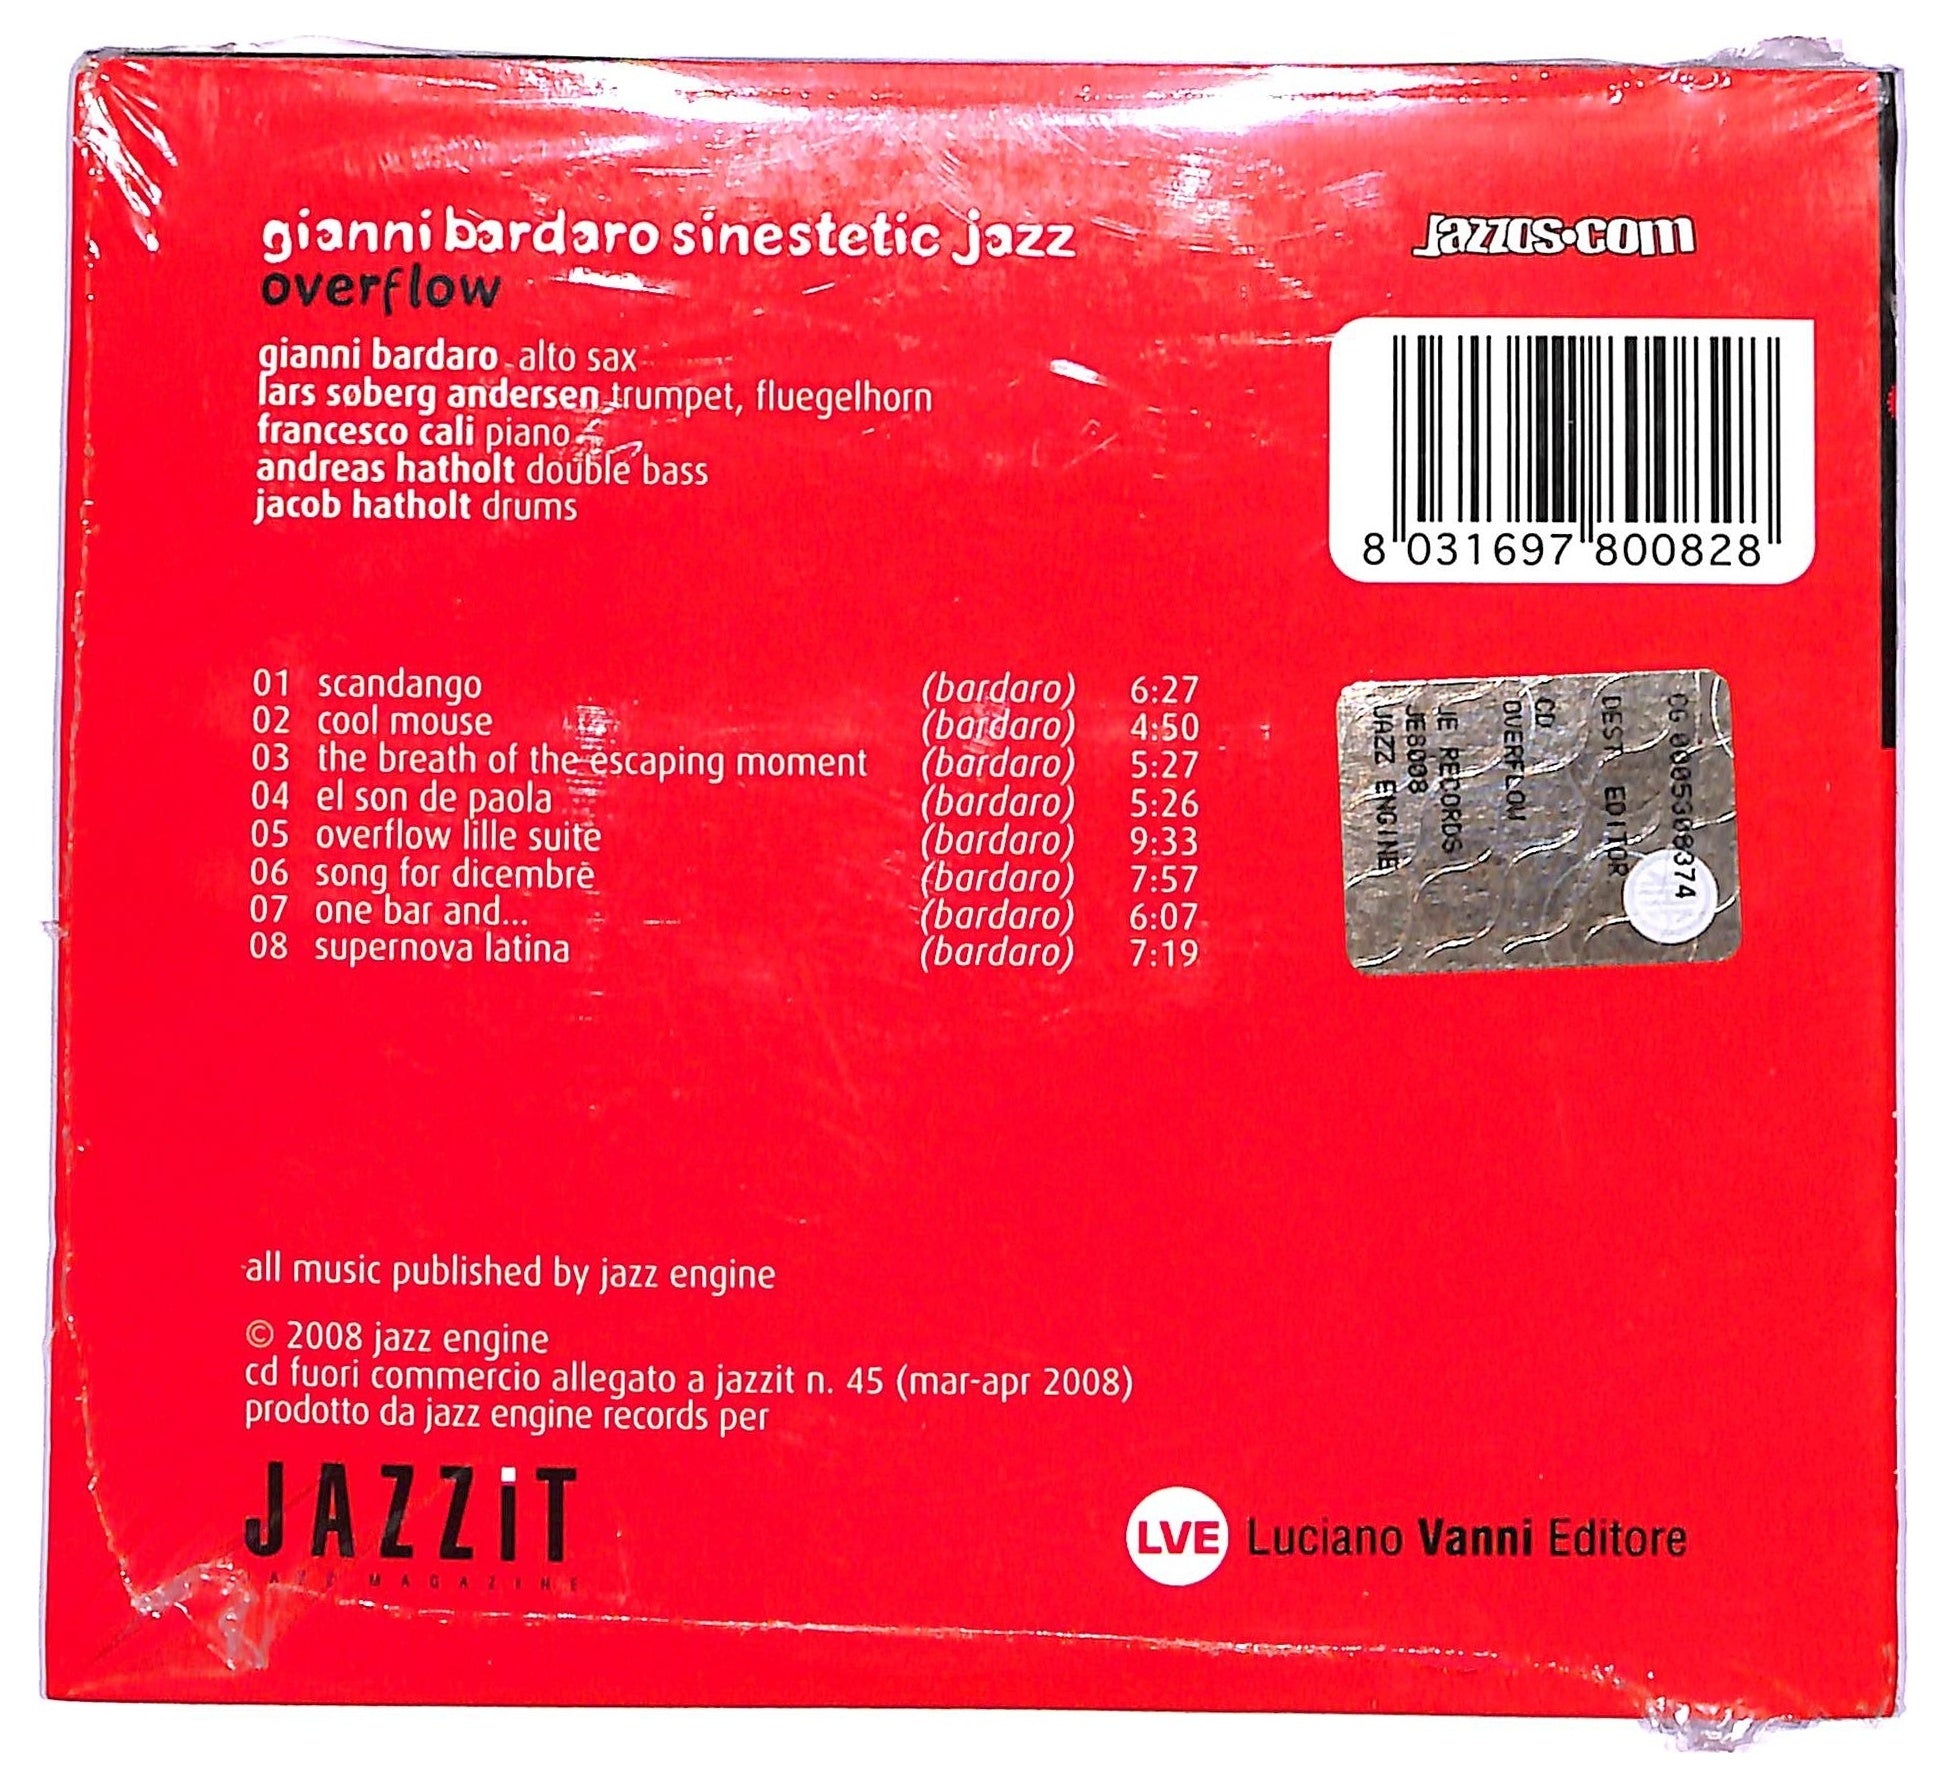 gianni bardaro sinestetic jazz
overflow
jazzos.com
gianni bardaro alto sax
lars søberg andersen trumpet, fluegelhorn
francesco cali piano
andreas hatholt double bass
jacob hatholt drums
8 031697 800828
01 scandango (bardaro) 6:27
02 cool mouse (bardaro) 4:50
03 the breath of the escaping moment (bardaro) 5:27
04 el son de paola (bardaro) 5:26
05 overflow lille suite (bardaro) 9:33
06 song for dicembre (bardaro) 7:57
07 one bar and... (bardaro) 6:07
08 supernova latina (bardaro) 7:19
DEST EDITOR
CD
OVERFLOW
JE RECORDS
JE8008
JAZZ ENGINE
all music published by jazz engine
© 2008 jazz engine
cd fuori commercio allegato a jazzit n. 45 (mar-apr 2008)
prodotto da jazz engine records per
JAZZiT
JAZZ MAGAZINE
LVE Luciano Vanni Editore